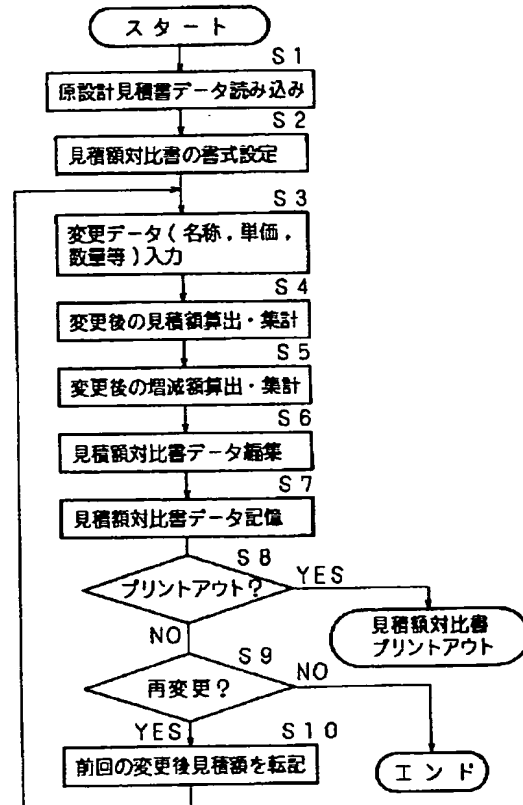 スタート
S1
原設計見積書データ読み込み
S2
見積額対比書の書式設定
S3
変更データ(名称,単価,
数量等)入力
S4
変更後の見積額算出・集計
S5
変更後の増減額算出・集計
S6
見積額対比書データ編集
S7
見積額対比書データ記憶
S8
プリントアウト?
YES
見積額対比書
プリントアウト
NO
S9
再変更?
NO
YES
S10
前回の変更後見積額を転記
エンド